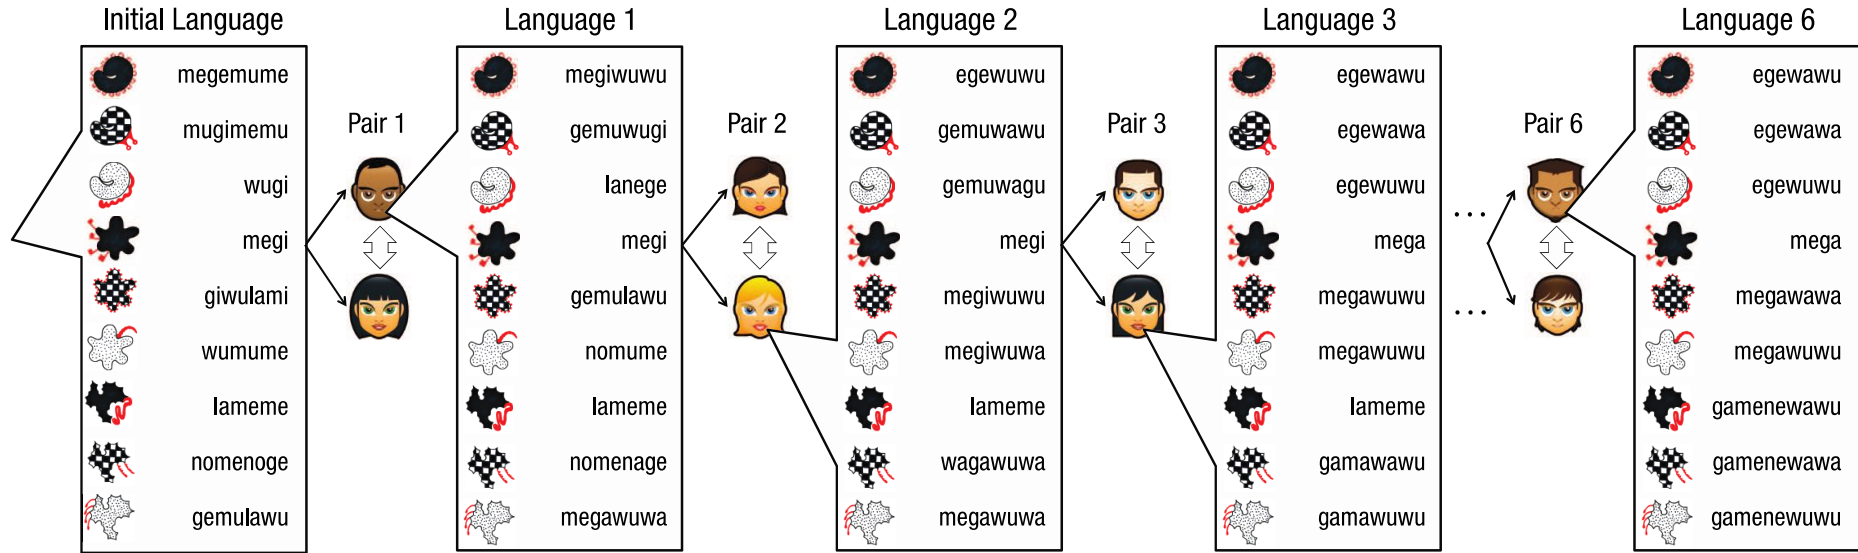 Initial Language
megemume
mugimemu
wugi
megi
giwulami
wumume
lameme
nomenoge
gemulawu
Pair 1
Language 1
megiwuwu
gemuwugi
lanege
megi
gemulawu
nomume
lameme
nomenage
megawuwa
Pair 2
Language 2
egewuwu
gemuwawu
gemuwagu
megi
megiwuwu
megiwuwa
lameme
wagawuwa
megawuwa
Pair 3
Language 3
egewawu
egewawa
egewuwu
mega
megawuwu
megawuwu
lameme
gamawawu
gamawuwu
...
...
Pair 6
Language 6
egewawu
egewawa
egewuwu
mega
megawawa
megawuwu
gamenewawu
gamenewawa
gamenewuwu